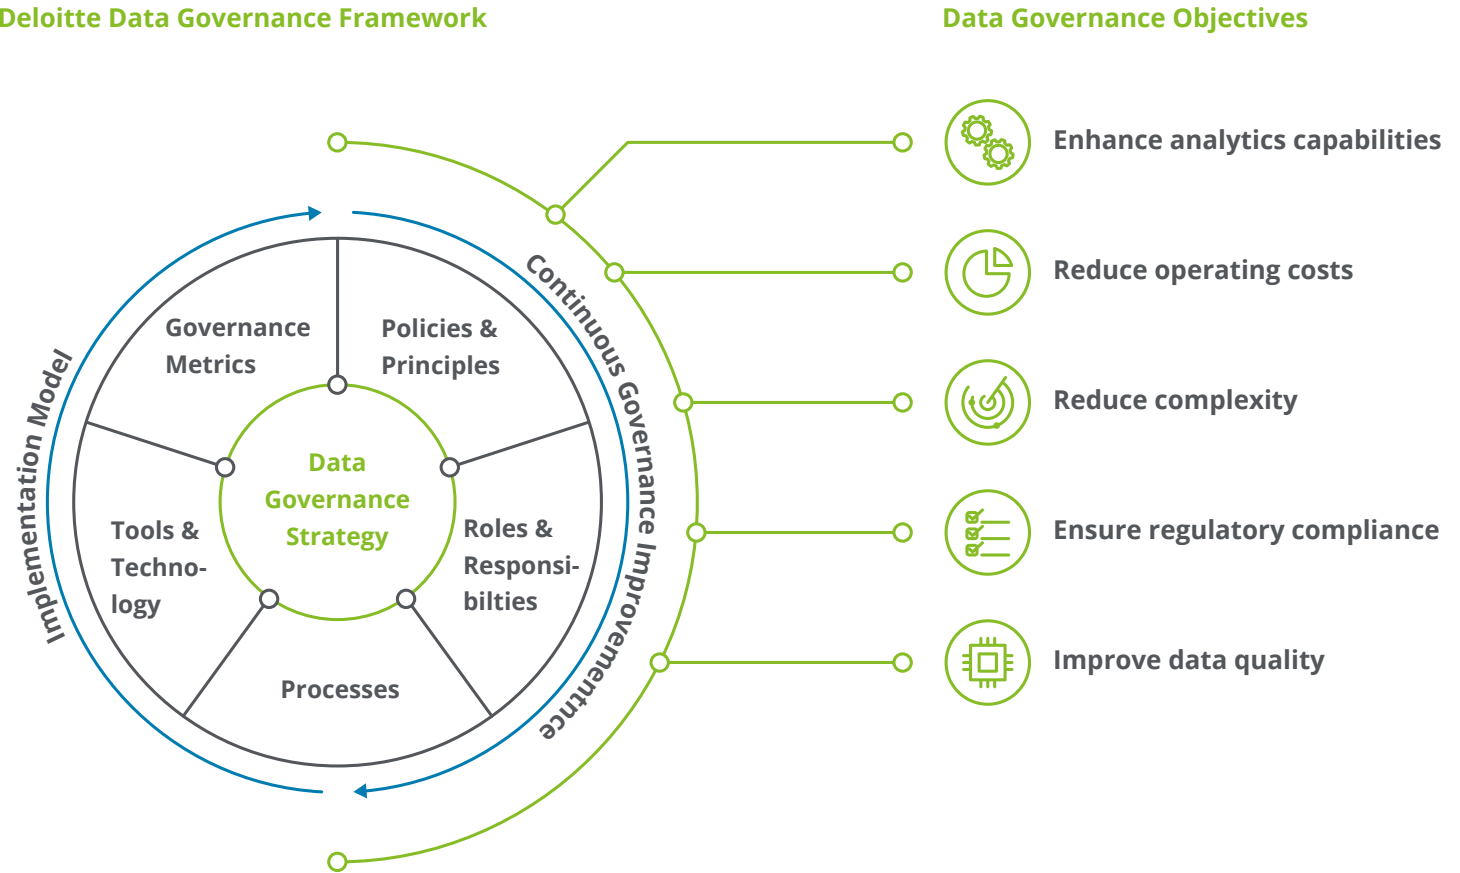 Deloitte Data Governance Framework
Data Governance Objectives
Implementation Model
Continuous Governance Improvementnce
Governance
Metrics
Policies &
Principles
Data
Governance
Strategy
Tools &
Techno-
logy
Roles &
Responsi-
bilties
Processes
Enhance analytics capabilities
Reduce operating costs
Reduce complexity
Ensure regulatory compliance
Improve data quality